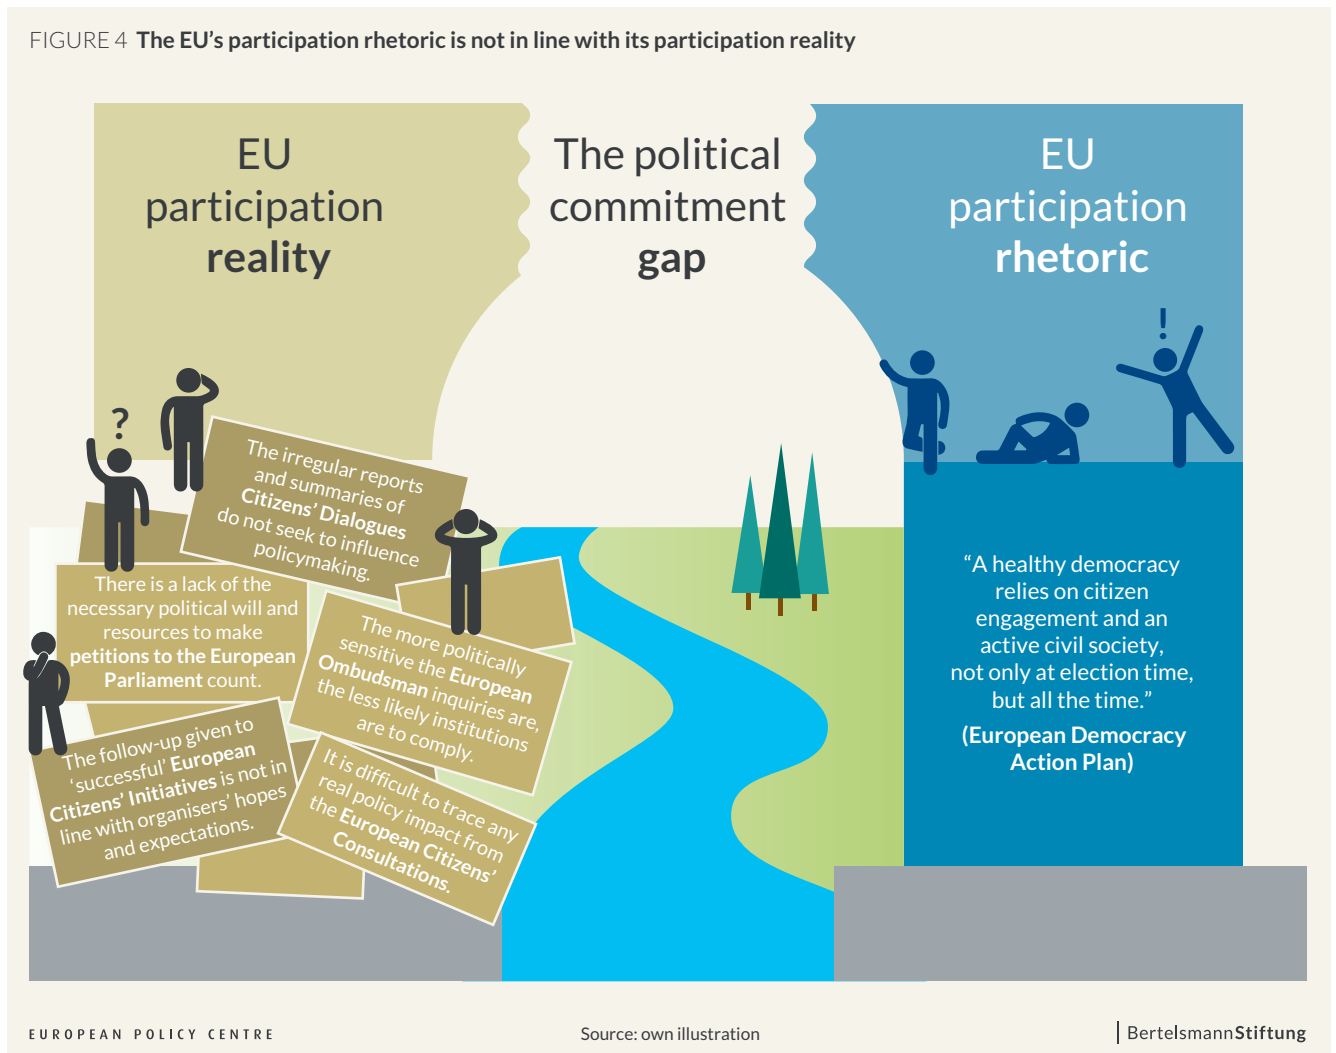 FIGURE 4 The EU’s participation rhetoric is not in line with its participation reality
EU
participation
reality
The political
commitment
gap
EU
participation
rhetoric
!
?
The irregular reports
and summaries of
Citizens’ Dialogues
do not seek to influence
policymaking.
There is a lack of the
necessary political will and
resources to make
petitions to the European
Parliament count.
The more politically
sensitive the European
Ombudsman inquiries are,
the less likely institutions
are to comply.
The follow-up given to
‘successful’ European
Citizens’ Initiatives is not in
line with organisers’ hopes
and expectations.
It is difficult to trace any
real policy impact from
the European Citizens’
Consultations.
“A healthy democracy
relies on citizen
engagement and an
active civil society,
not only at election time,
but all the time.”
(European Democracy
Action Plan)
EUROPEAN POLICY CENTRE
Source: own illustration
BertelsmannStiftung